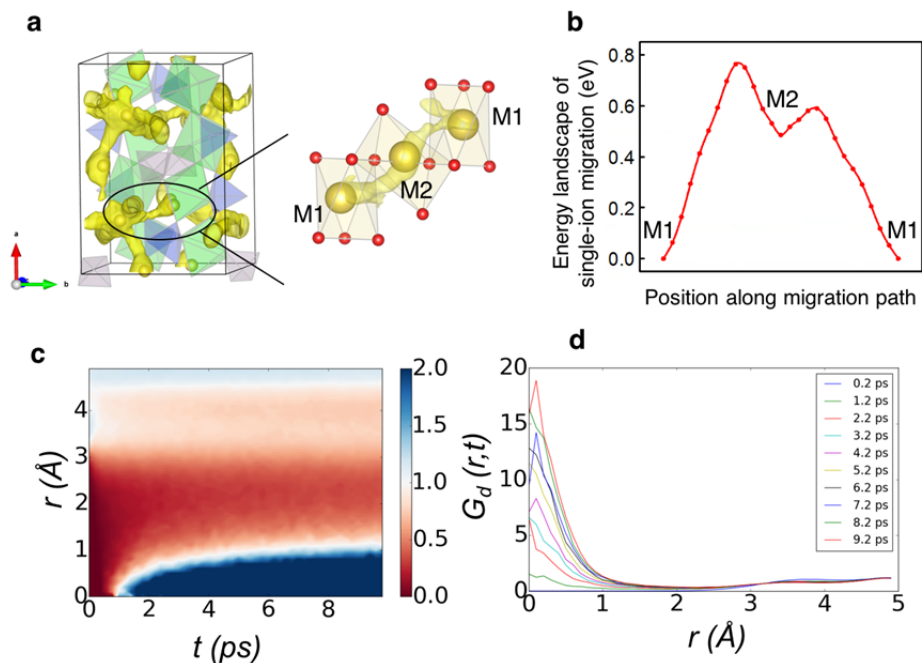 a
M1
M2
M1
a
b
b
Energy landscape of
single-ion migration (eV)
0.8
0.6
0.4
0.2
0.0
M1
M2
M1
Position along migration path
c
r (Å)
4
3
2
1
0
0
2
4
6
8
t (ps)
2.0
1.5
1.0
0.5
0.0
d
G_d (r,t)
20
15
10
5
0
0
1
2
3
4
5
r (Å)
0.2 ps
1.2 ps
2.2 ps
3.2 ps
4.2 ps
5.2 ps
6.2 ps
7.2 ps
8.2 ps
9.2 ps